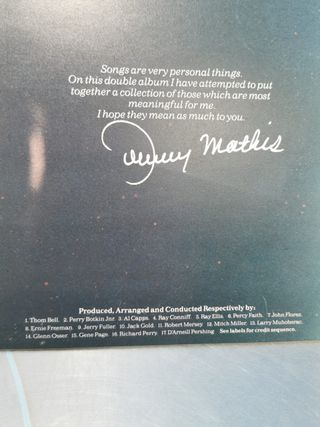 Songs are very personal things.
On this double album I have attempted to put
together a collection of those which are most
meaningful for me.
I hope they mean as much to you.
Johnny Mathis
Produced, Arranged and Conducted Respectively by:
1. Thom Bell. 2. Perry Botkin Jnr. 3. Al Capps. 4. Ray Conniff. 5. Ray Ellis. 6. Percy Faith. 7. John Florez.
8. Ernie Freeman. 9. Jerry Fuller. 10. Jack Gold. 11. Robert Mersey. 12. Mitch Miller. 13. Larry Muhoberac.
14. Glenn Osser. 15. Gene Page. 16. Richard Perry. 17. D'Arneill Pershing See labels for credit sequence.